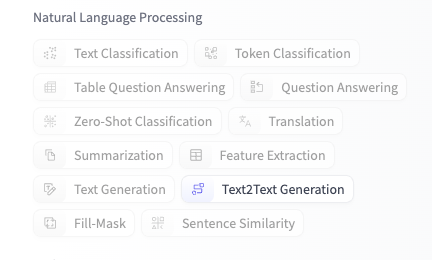 Natural Language Processing
Text Classification Token Classification
Table Question Answering Question Answering
Zero-Shot Classification Translation
Summarization Feature Extraction
Text Generation Text2Text Generation
Fill-Mask Sentence Similarity